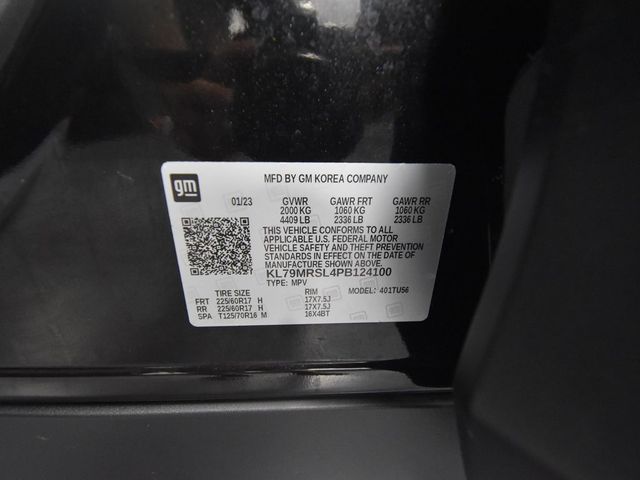 MFD BY GM KOREA COMPANY
gm
01/23 GVWR GAWR FRT GAWR RR
2000 KG 1060 KG 1060 KG
4409 LB 2336 LB 2336 LB
THIS VEHICLE CONFORMS TO ALL
APPLICABLE U.S. FEDERAL MOTOR
VEHICLE SAFETY AND THEFT PREVENTION
STANDARDS IN EFFECT ON THE DATE OF
MANUFACTURE SHOWN ABOVE.
KL79MRSL4PB124100
TYPE: MPV
TIRE SIZE RIM MODEL: 401TU56
FRT 225/60R17 H 17X7.5J
RR 225/60R17 H 17X7.5J
SPA T125/70R16 M 16X4BT